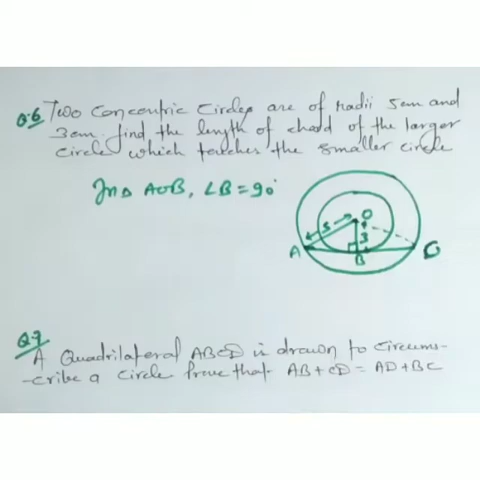 Q.6 Two Concentric Circles are of radii 5cm and
3cm find the length of chord of the larger
Circle which touches the smaller circle
In △ AOB, ∠B = 90°
O
5
3
A
B
C
Q.7
A Quadrilateral ABCD is drawn to Circums-
-cribe a Circle Prove that AB + CD = AD + BC